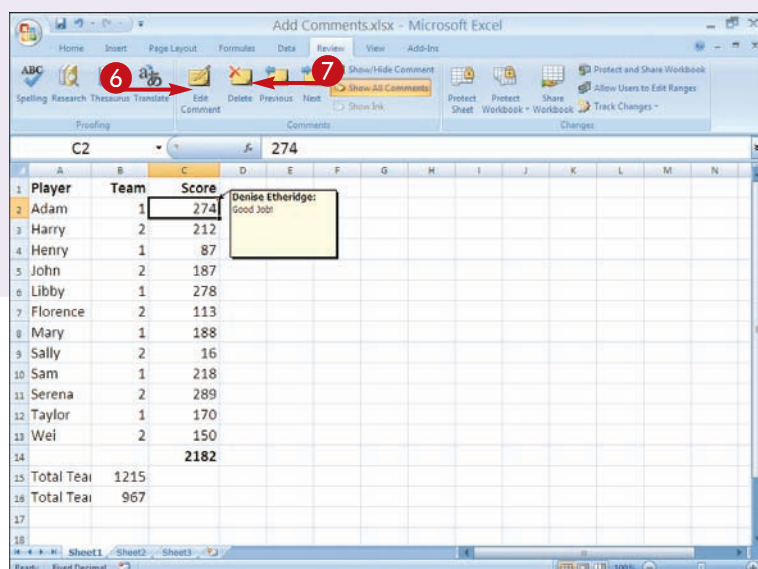 Add Comments.xlsx - Microsoft Excel
Home Insert Page Layout Formulas Data Review View Add-Ins
6 7
ABC
Spelling Research Thesaurus Translate
Edit Comment
Delete Previous Next
Show/Hide Comment
Show All Comments
Show Ink
Protect Sheet
Protect Workbook
Share Workbook
Protect and Share Workbook
Allow Users to Edit Ranges
Track Changes
Proofing Comments Changes
C2 fx 274
A B C D E F G H I J K L M N
1 Player Team Score
2 Adam 1 274
Denise Etheridge:
Good Job!
3 Harry 2 212
4 Henry 1 87
5 John 2 187
6 Libby 1 278
7 Florence 2 113
8 Mary 1 188
9 Sally 2 16
10 Sam 1 218
11 Serena 2 289
12 Taylor 1 170
13 Wei 2 150
14 2182
15 Total Tea 1215
16 Total Tea 967
17
18
Sheet1 Sheet2 Sheet3
Ready Fixed Decimal 100%